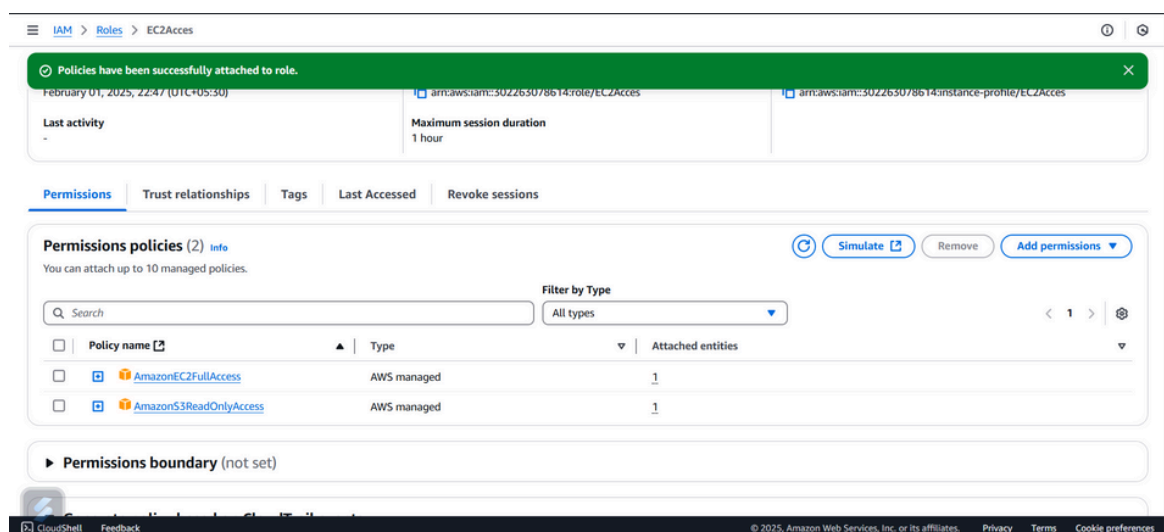 IAM > Roles > EC2Acces
Policies have been successfully attached to role.
February 01, 2025, 22:47 (UTC+05:30)
arn:aws:iam::302263078614:role/EC2Acces
arn:aws:iam::302263078614:instance-profile/EC2Acces
Last activity
-
Maximum session duration
1 hour
Permissions Trust relationships Tags Last Accessed Revoke sessions
Permissions policies (2) Info
Simulate Remove Add permissions
You can attach up to 10 managed policies.
Filter by Type
Search All types < 1 >
Policy name Type Attached entities
AmazonEC2FullAccess AWS managed 1
AmazonS3ReadOnlyAccess AWS managed 1
Permissions boundary (not set)
CloudShell Feedback © 2025, Amazon Web Services, Inc. or its affiliates. Privacy Terms Cookie preferences